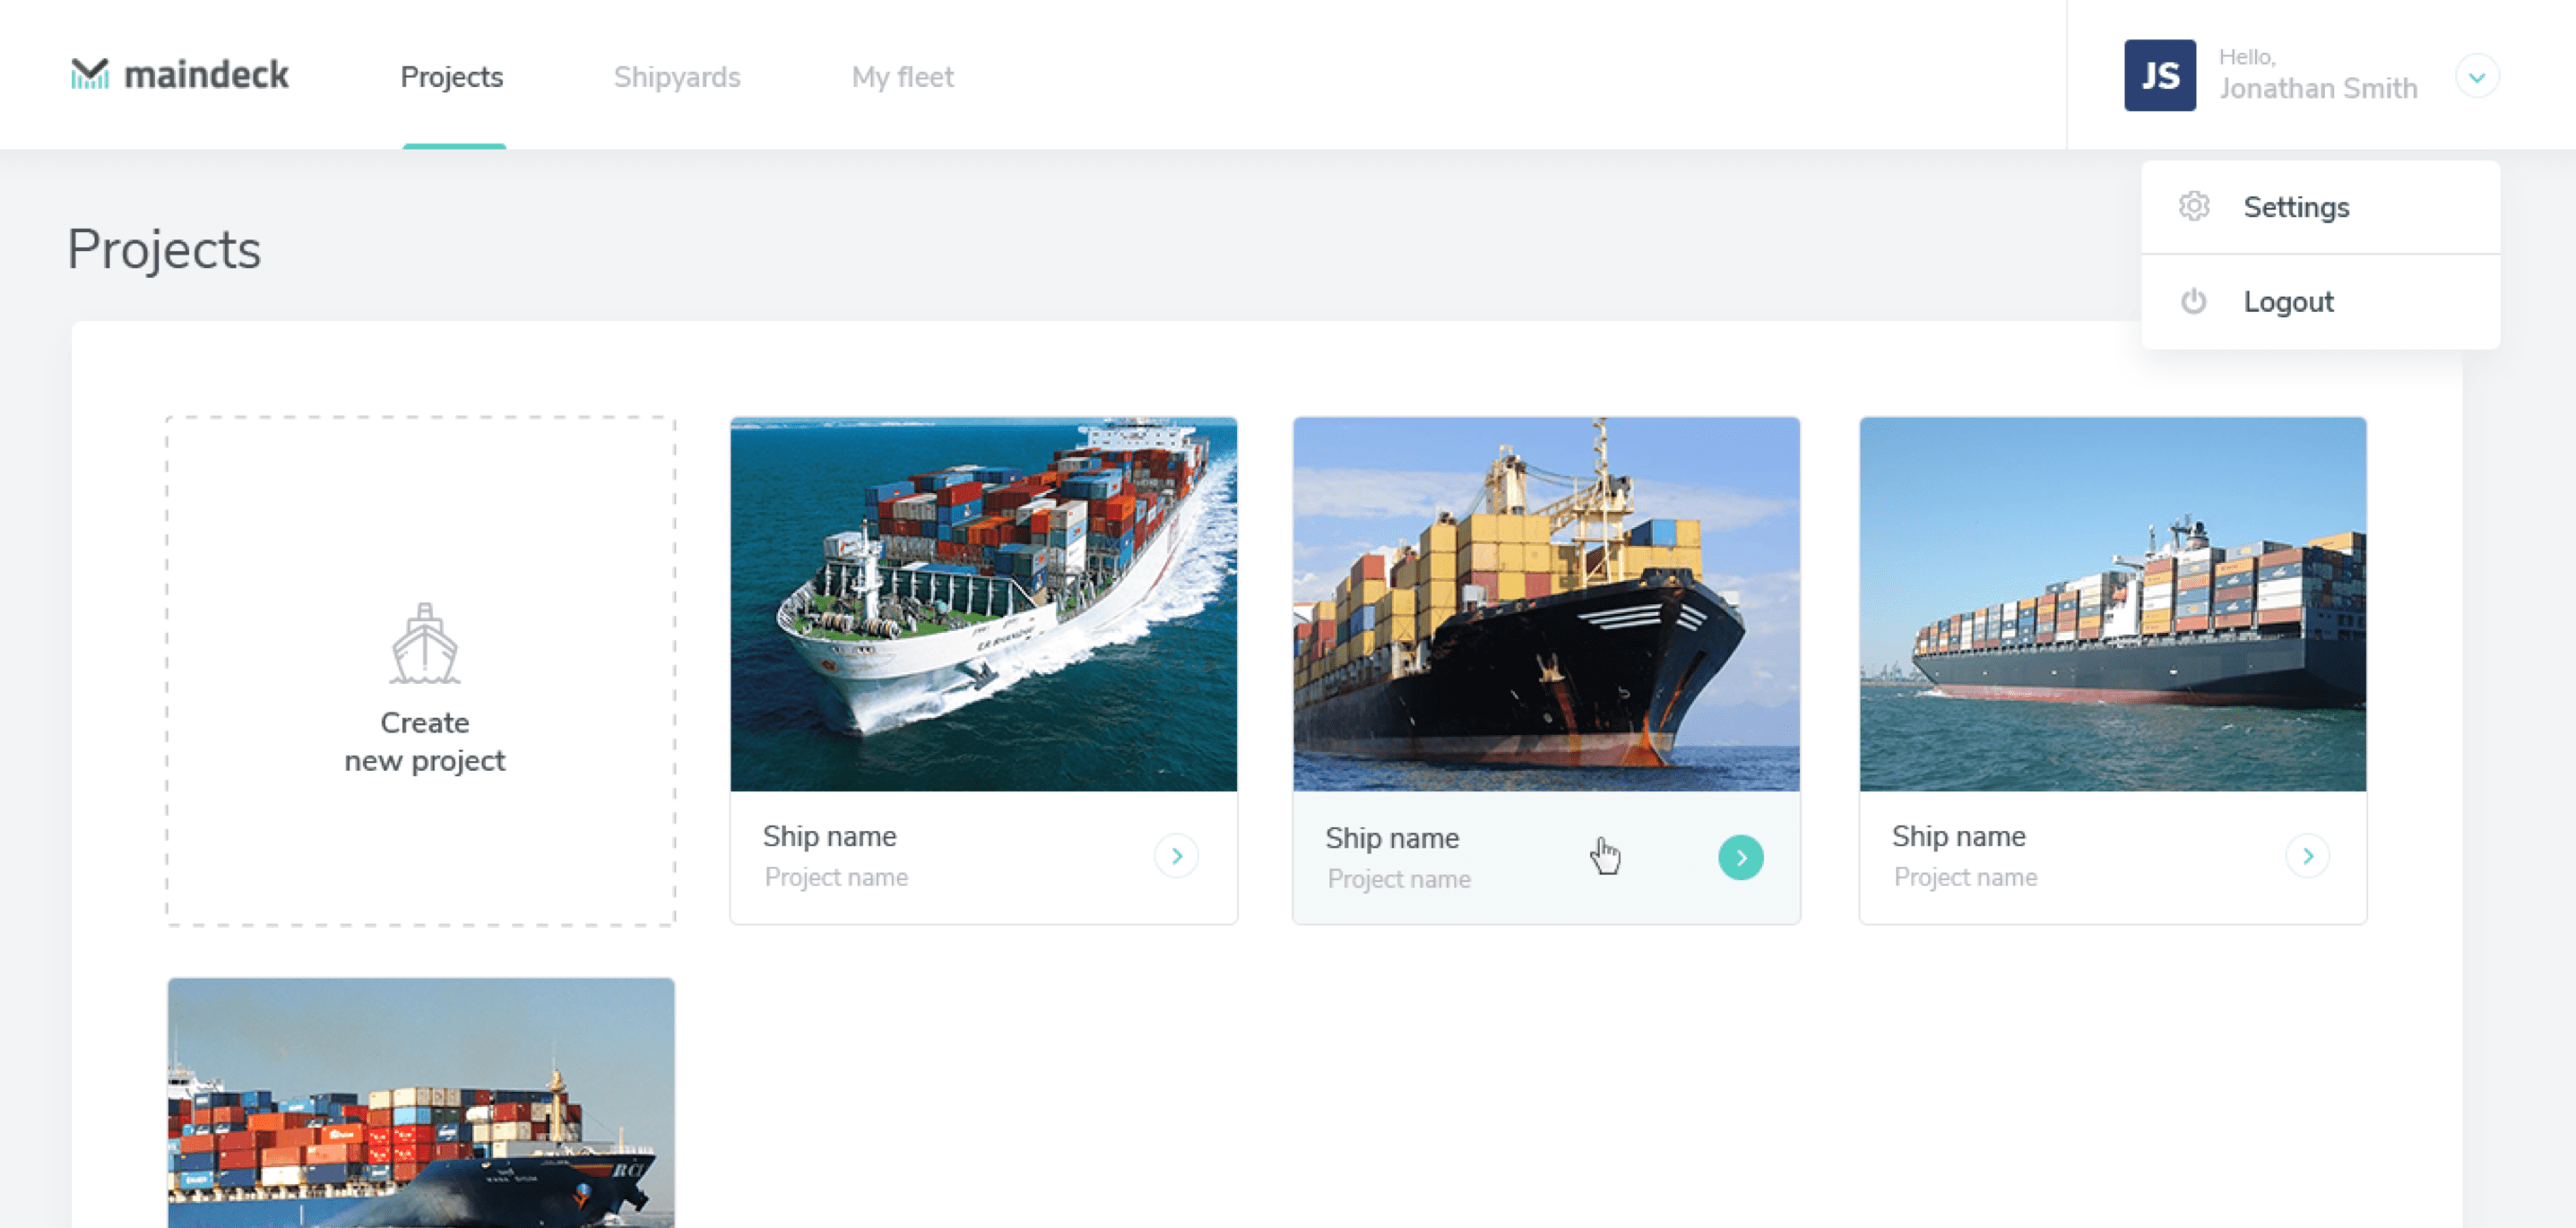 maindeck
Projects
Shipyards
My fleet
JS
Hello,
Jonathan Smith
Settings
Logout
Projects
Create
new project
Ship name
Project name
Ship name
Project name
Ship name
Project name
RCL